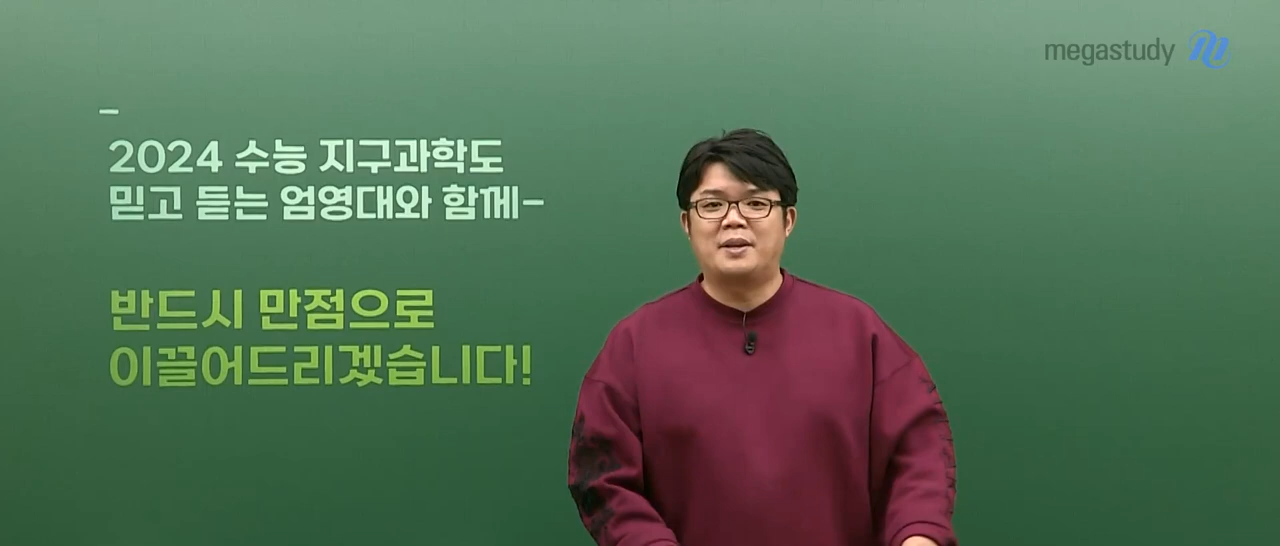 megastudy
2024 수능 지구과학도
믿고 듣는 엄영대와 함께-
반드시 만점으로
이끌어드리겠습니다!